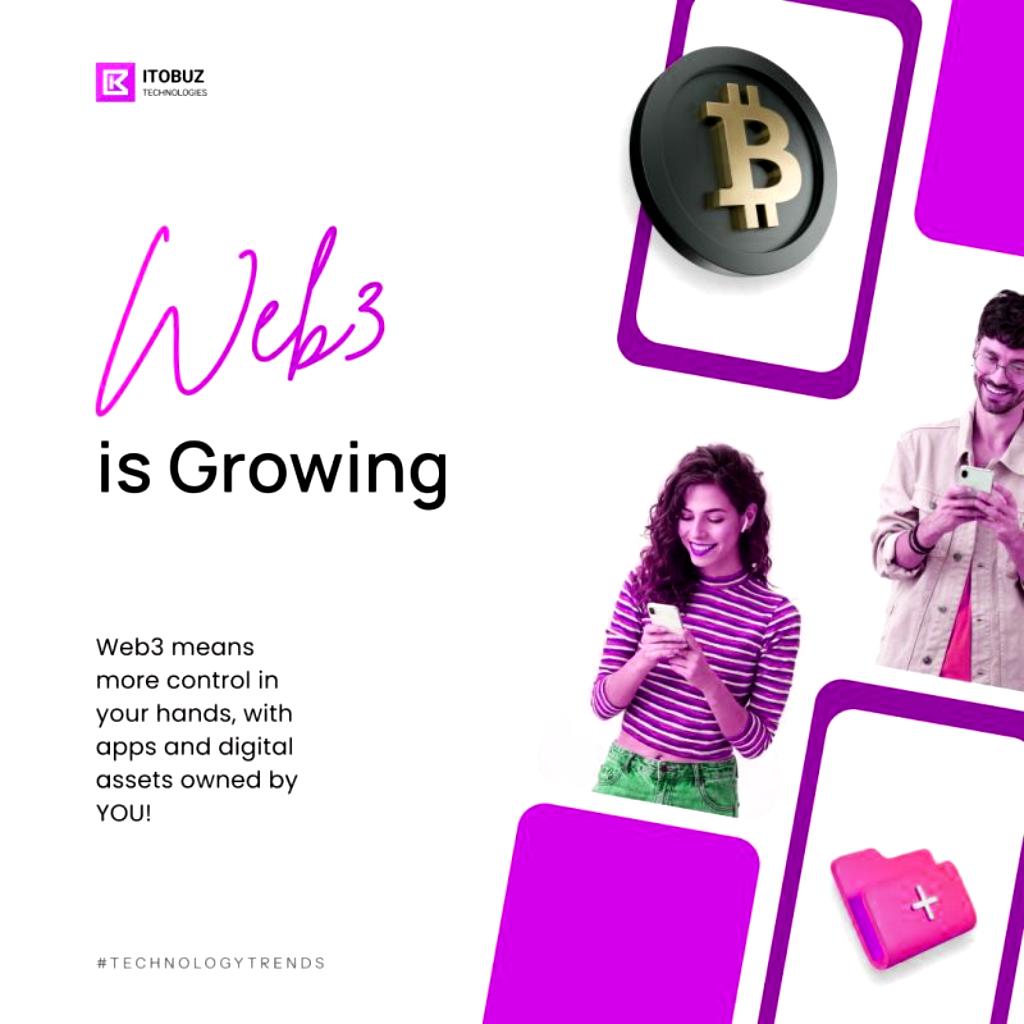 ITOBUZ
TECHNOLOGIES
Web3
is Growing
Web3 means
more control in
your hands, with
apps and digital
assets owned by
YOU!
#TECHNOLOGYTRENDS